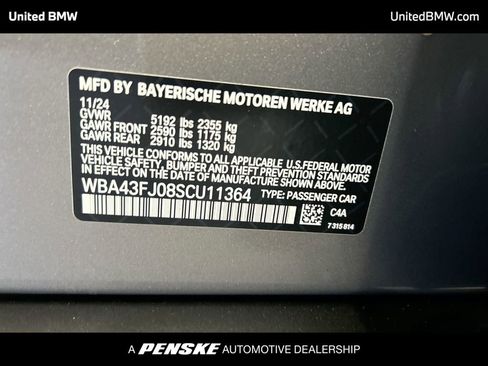 United BMW
UnitedBMW.com
MFD BY BAYERISCHE MOTOREN WERKE AG
11/24
GVWR 5192 lbs 2355 kg
GAWR FRONT 2590 lbs 1175 kg
GAWR REAR 2910 lbs 1320 kg
THIS VEHICLE CONFORMS TO ALL APPLICABLE U.S.FEDERAL MOTOR
VEHICLE SAFETY, BUMPER AND THEFT PREVENTION STANDARDS
IN EFFECT ON THE DATE OF MANUFACTURE SHOWN ABOVE.
WBA43FJ08SCU11364 TYPE: PASSENGER CAR
C4A
7 315 814
A PENSKE AUTOMOTIVE DEALERSHIP